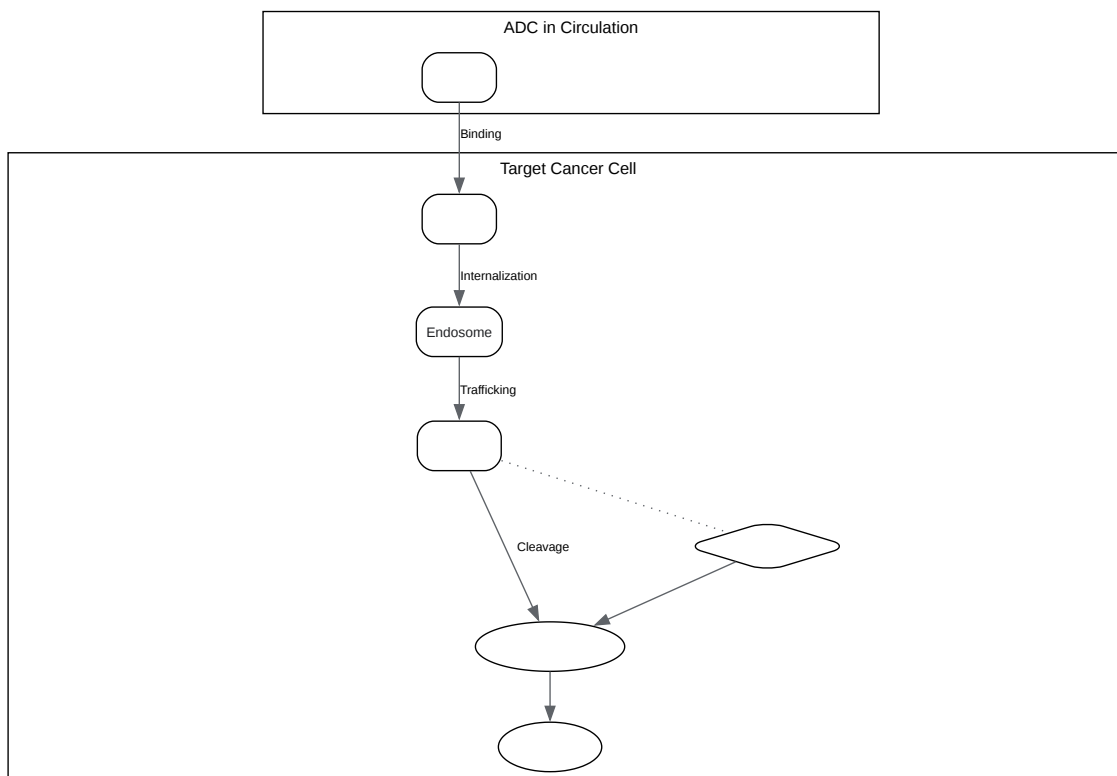 ADC in Circulation
Binding
Target Cancer Cell
Internalization
Endosome
Trafficking
Cleavage